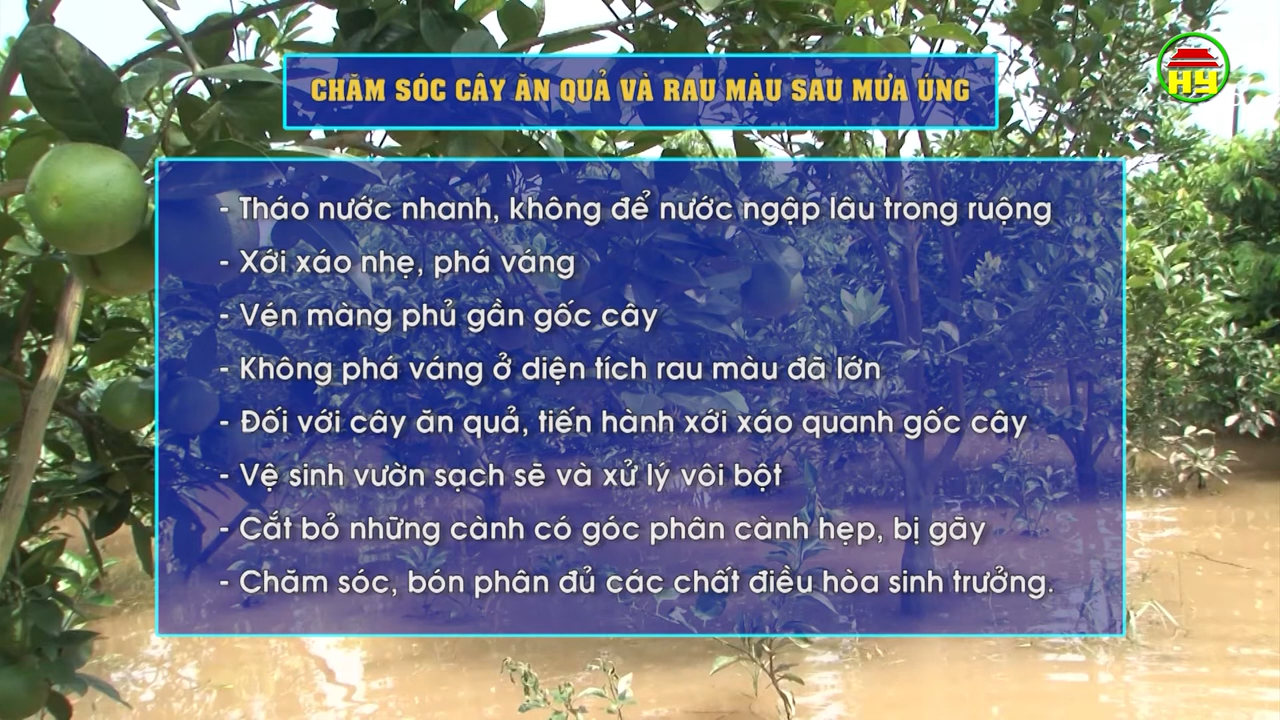 CHĂM SÓC CÂY ĂN QUẢ VÀ RAU MÀU SAU MƯA ÚNG
HY
- Tháo nước nhanh, không để nước ngập lâu trong ruộng
- Xới xáo nhẹ, phá váng
- Vén màng phủ gần gốc cây
- Không phá váng ở diện tích rau màu đã lớn
- Đối với cây ăn quả, tiến hành xới xáo quanh gốc cây
- Vệ sinh vườn sạch sẽ và xử lý vôi bột
- Cắt bỏ những cành có góc phân cành hẹp, bị gãy
- Chăm sóc, bón phân đủ các chất điều hòa sinh trưởng.